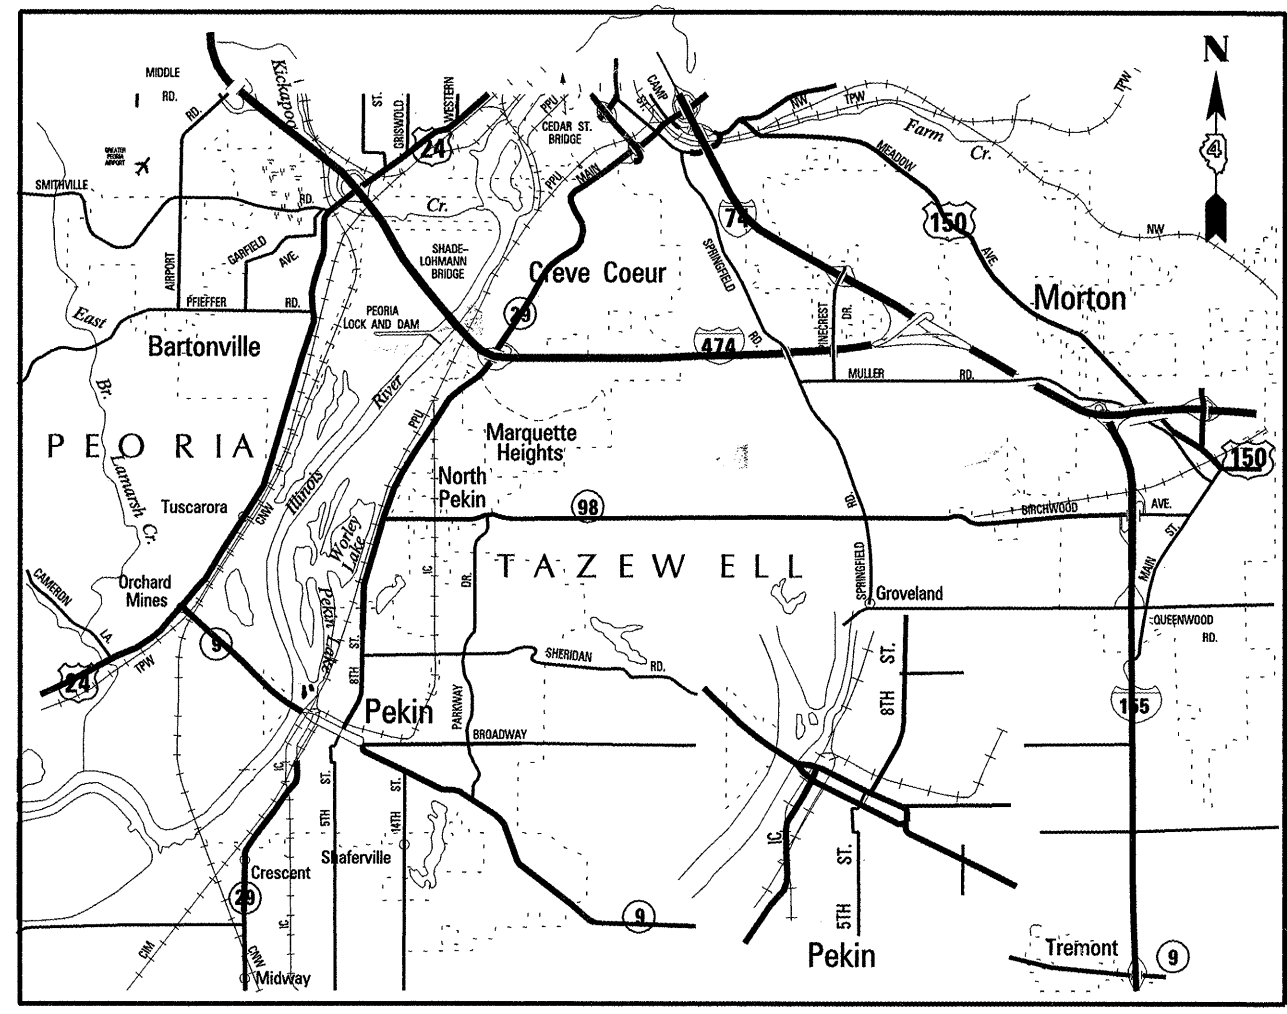 N
4
MIDDLE
RD.
RD.
Kickapoo
ST.
GRISWOLD
WESTERN
24
PPU
CEDAR ST.
BRIDGE
CAMP
ST.
NW
TPW
TPW
Farm
Cr.
MEADOW
AVE.
NW
GREATER
PEORIA
AIRPORT
SMITHVILLE
RD.
Cr.
PPU
MAIN
74
150
GARFIELD
AVE.
AIRPORT
SHADE-
LOHMANN
BRIDGE
SPRINGFIELD
RD.
Creve Coeur
29
Morton
PFIEFFER
RD.
PEORIA
LOCK AND DAM
PINECREST
DR.
East
Br.
Lamarsh Cr.
Bartonville
474
MULLER
RD.
River
Illinois
PPU
PEORIA
Marquette
Heights
North
Pekin
150
Tuscarora
CNW
98
RD.
BIRCHWOOD
AVE.
MAIN
ST.
Worley
Lake
IC
DR.
TAZEWELL
SPRINGFIELD
Groveland
CAMERON
LA.
Orchard
Mines
Pekin Lake
QUEENWOOD
RD.
9
TPW
24
8TH
ST.
SHERIDAN
RD.
8TH
ST.
155
Pekin
PARKWAY
BROADWAY
IC
5TH
ST.
14TH
ST.
Shaferville
Crescent
29
IC
9
IC
5TH
ST.
Pekin
CIM
CNW
Midway
Tremont
9